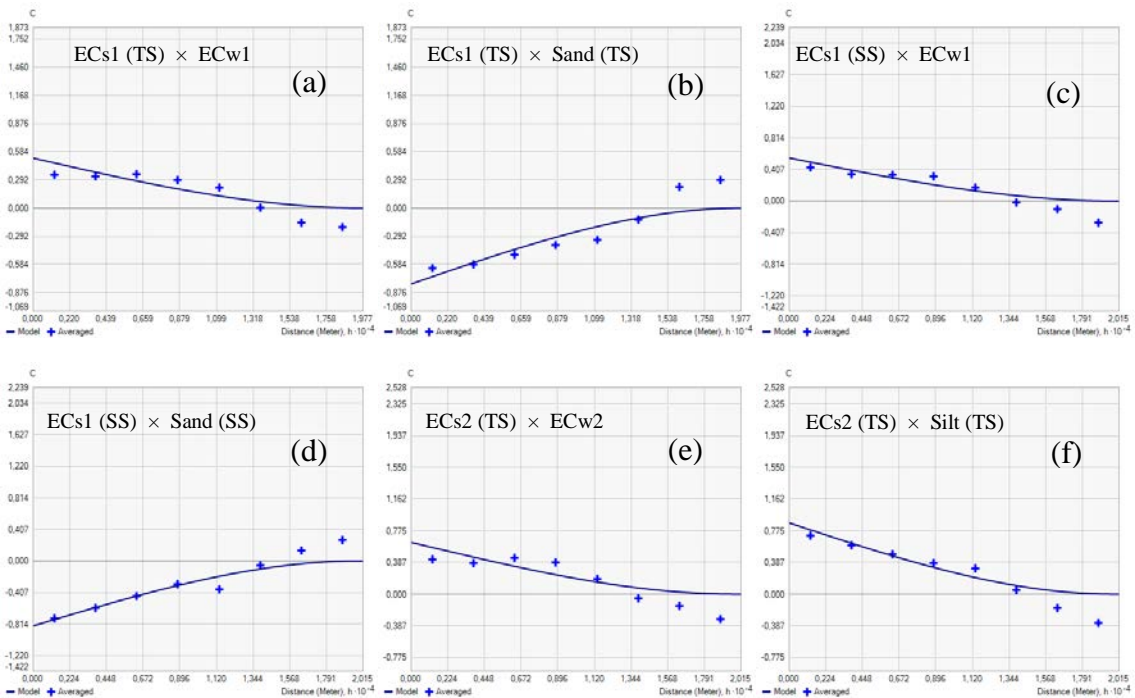 C
1,873
1,752
1,460
1,168
0,876
0,584
0,292
0,000
-0,292
-0,584
-0,876
-1,069
ECs1 (TS) × ECw1
(a)
0,000 0,220 0,439 0,659 0,879 1,099 1,318 1,538 1,758 1,977
Model Averaged Distance (Meter), h ·10⁻⁴
C
1,873
1,752
1,460
1,168
0,876
0,584
0,292
0,000
-0,292
-0,584
-0,876
-1,069
ECs1 (TS) × Sand (TS)
(b)
0,000 0,220 0,439 0,659 0,879 1,099 1,318 1,538 1,758 1,977
Model Averaged Distance (Meter), h ·10⁻⁴
C
2,239
2,034
1,627
1,220
0,814
0,407
0,000
-0,407
-0,814
-1,220
-1,422
ECs1 (SS) × ECw1
(c)
0,000 0,224 0,448 0,672 0,896 1,120 1,344 1,568 1,791 2,015
Model Averaged Distance (Meter), h ·10⁻⁴
C
2,239
2,034
1,627
1,220
0,814
0,407
0,000
-0,407
-0,814
-1,220
-1,422
ECs1 (SS) × Sand (SS)
(d)
0,000 0,224 0,448 0,672 0,896 1,120 1,344 1,568 1,791 2,015
Model Averaged Distance (Meter), h ·10⁻⁴
C
2,528
2,325
1,937
1,550
1,162
0,775
0,387
0,000
-0,387
-0,775
ECs2 (TS) × ECw2
(e)
0,000 0,224 0,448 0,672 0,896 1,120 1,344 1,568 1,791 2,015
Model Averaged Distance (Meter), h ·10⁻⁴
C
2,528
2,325
1,937
1,550
1,162
0,775
0,387
0,000
-0,387
-0,775
ECs2 (TS) × Silt (TS)
(f)
0,000 0,224 0,448 0,672 0,896 1,120 1,344 1,568 1,791 2,015
Model Averaged Distance (Meter), h ·10⁻⁴